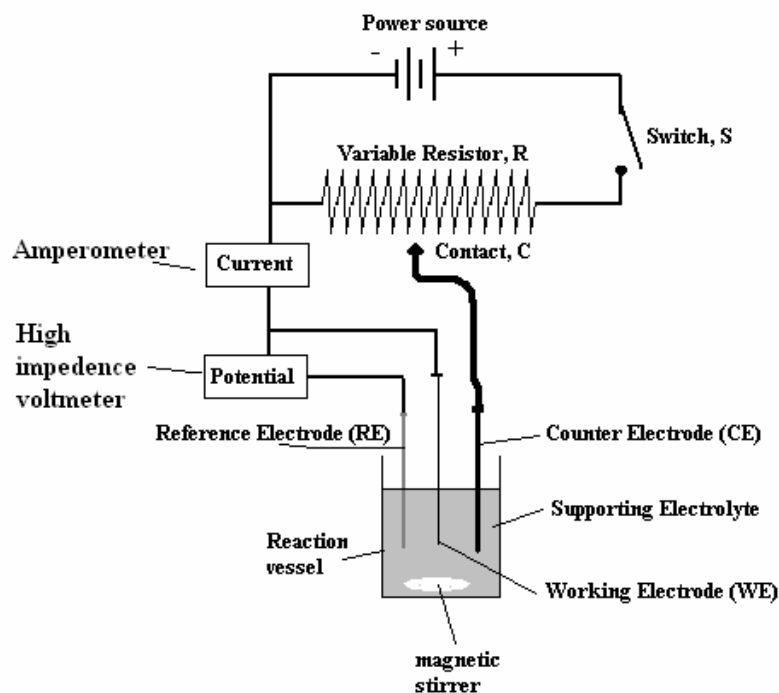 Power source
- +
Switch, S
Variable Resistor, R
Contact, C
Amperometer
Current
High
impedence
voltmeter
Potential
Reference Electrode (RE)
Counter Electrode (CE)
Supporting Electrolyte
Reaction
vessel
Working Electrode (WE)
magnetic
stirrer